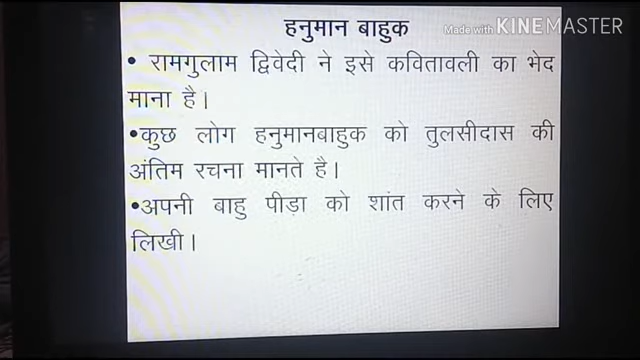 हनुमान बाहुक
Made with KINEMASTER
• रामगुलाम द्विवेदी ने इसे कवितावली का भेद
माना है।
•कुछ लोग हनुमानबाहुक को तुलसीदास की
अंतिम रचना मानते है।
•अपनी बाहु पीड़ा को शांत करने के लिए
लिखी।